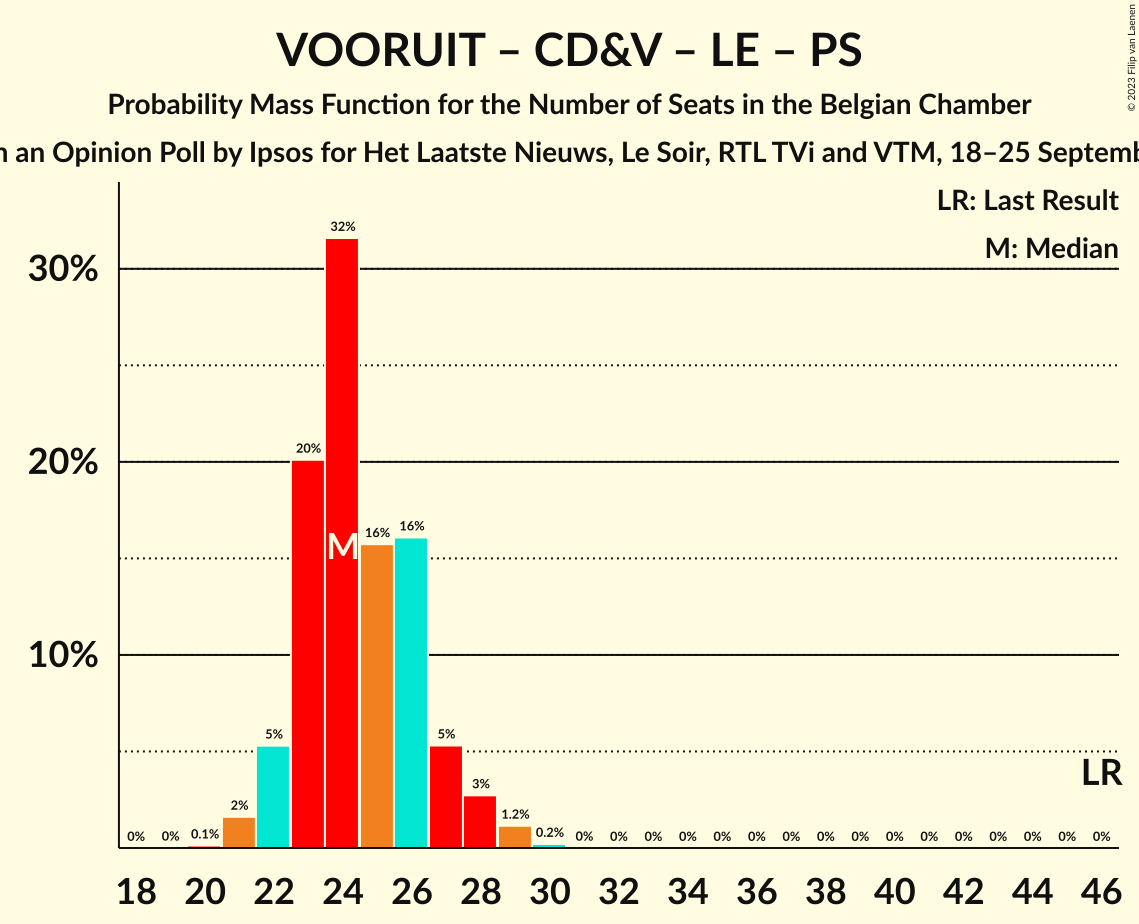 VOORUIT – CD&V – LE – PS
Probability Mass Function for the Number of Seats in the Belgian Chamber
an Opinion Poll by Ipsos for Het Laatste Nieuws, Le Soir, RTL TVi and VTM, 18–25
© 2023 Filip van Laenen
LR: Last Result
M: Median
30%
20%
10%
0% 0% 0.1% 2% 5% 20% 32% 16% 16% 5% 3% 1.2% 0.2% 0% 0% 0% 0% 0% 0% 0% 0% 0% 0% 0% 0% 0% 0% 0% 0%
M
LR
18 20 22 24 26 28 30 32 34 36 38 40 42 44 46